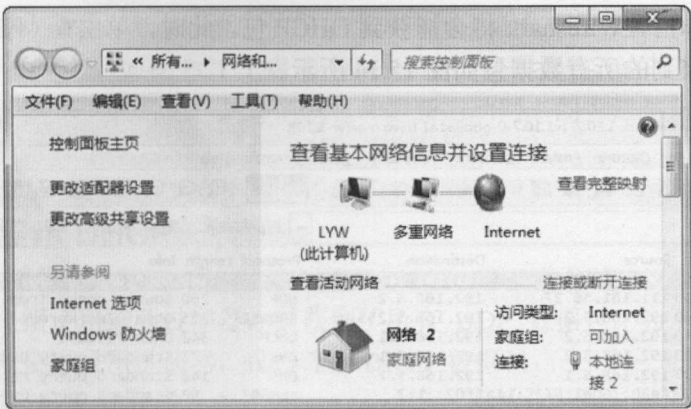 « 所有... ▸ 网络和...
搜索控制面板
文件(F) 编辑(E) 查看(V) 工具(T) 帮助(H)
控制面板主页
更改适配器设置
更改高级共享设置
另请参阅
Internet 选项
Windows 防火墙
家庭组
查看基本网络信息并设置连接
查看完整映射
LYW 多重网络 Internet
(此计算机)
查看活动网络 连接或断开连接
网络 2
家庭网络
访问类型: Internet
家庭组: 可加入
连接: 本地连
接 2